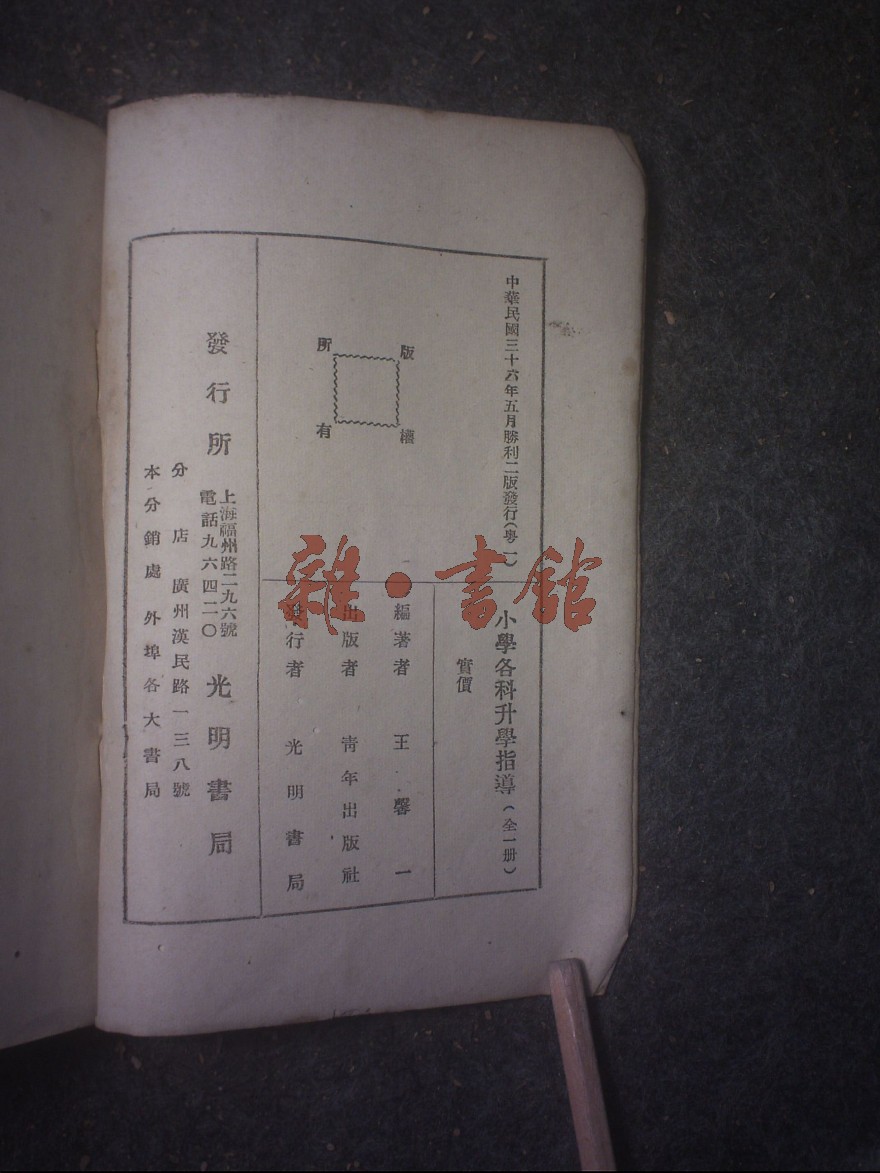 中華民國三十六年五月勝利二版發行(粤一)
小學各科升學指導(全一册)
實價
版權
所有
編著者 王馨一
出版者 青年出版社
發行者 光明書局
發行所 上海福州路二九六號 電話九六四二〇 光明書局
分店 廣州漢民路一三八號
本分銷處 外埠各大書局
雜·書館